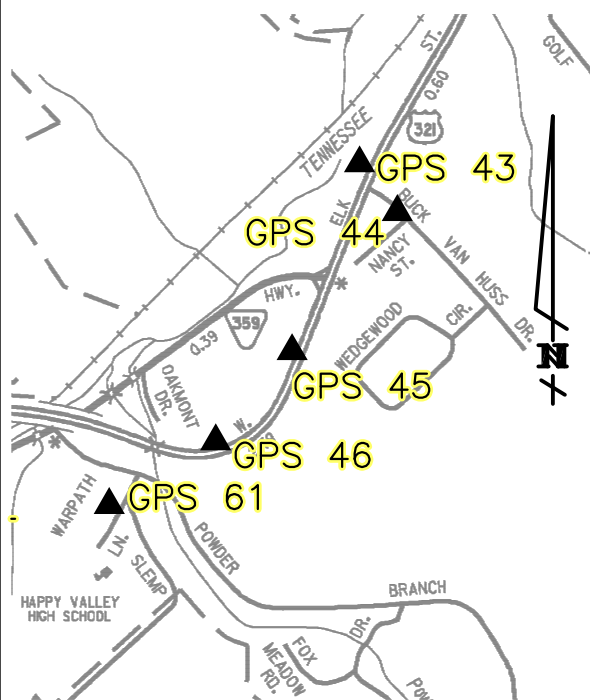 GOLF
ST.
0.60
321
TENNESSEE
GPS 43
ELK
BUCK
GPS 44
NANCY
ST.
VAN HUSS DR.
HWY.
359
0.39
WEDGEWOOD CIR.
N
OAKMONT
DR.
GPS 45
W.
GPS 46
GPS 61
WARPATH
LN.
SLEMP
POWDER
BRANCH
HAPPY VALLEY
HIGH SCHOOL
DR.
FOX
MEADOW
RD.